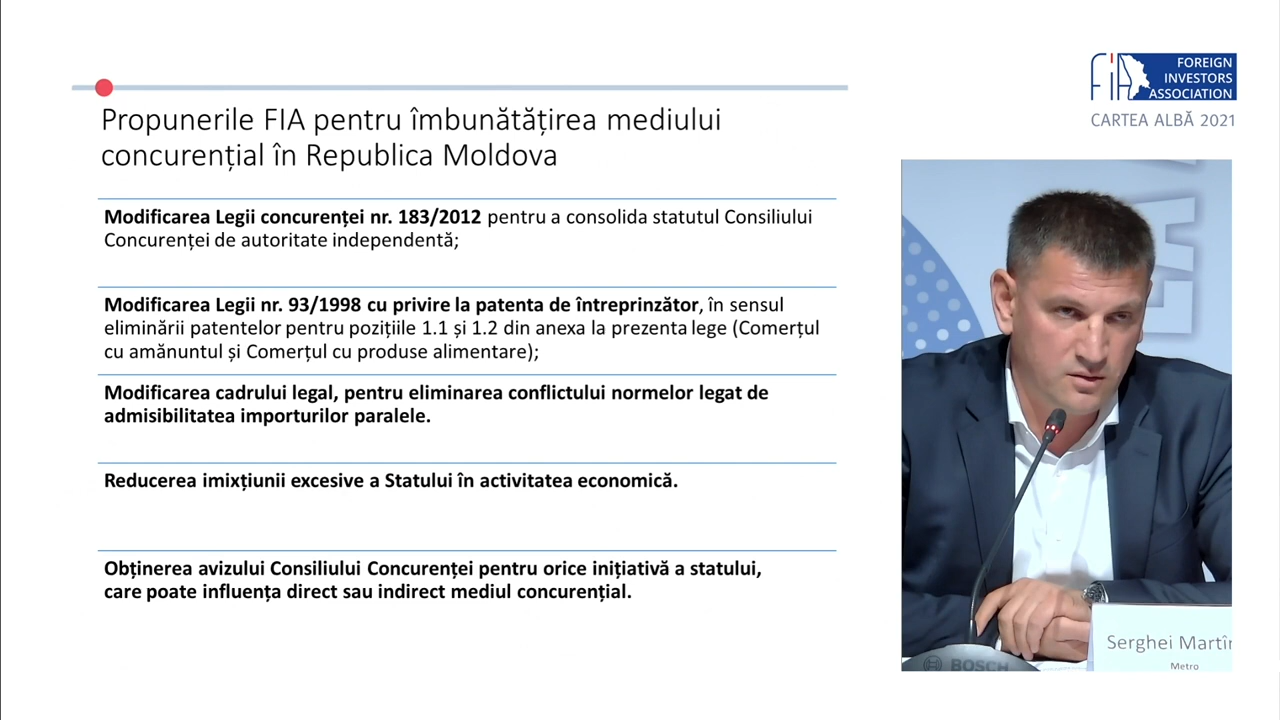 FOREIGN
INVESTORS
ASSOCIATION
FIA
CARTEA ALBĂ 2021
Propunerile FIA pentru îmbunătățirea mediului
concurențial în Republica Moldova
Modificarea Legii concurenței nr. 183/2012 pentru a consolida statutul Consiliului
Concurenței de autoritate independentă;
Modificarea Legii nr. 93/1998 cu privire la patenta de întreprinzător, în sensul
eliminării patentelor pentru pozițiile 1.1 și 1.2 din anexa la prezenta lege (Comerțul
cu amănuntul și Comerțul cu produse alimentare);
Modificarea cadrului legal, pentru eliminarea conflictului normelor legat de
admisibilitatea importurilor paralele.
Reducerea imixțiunii excesive a Statului în activitatea economică.
Obținerea avizului Consiliului Concurenței pentru orice inițiativă a statului,
care poate influența direct sau indirect mediul concurențial.
Serghei
Metro
BOSCH